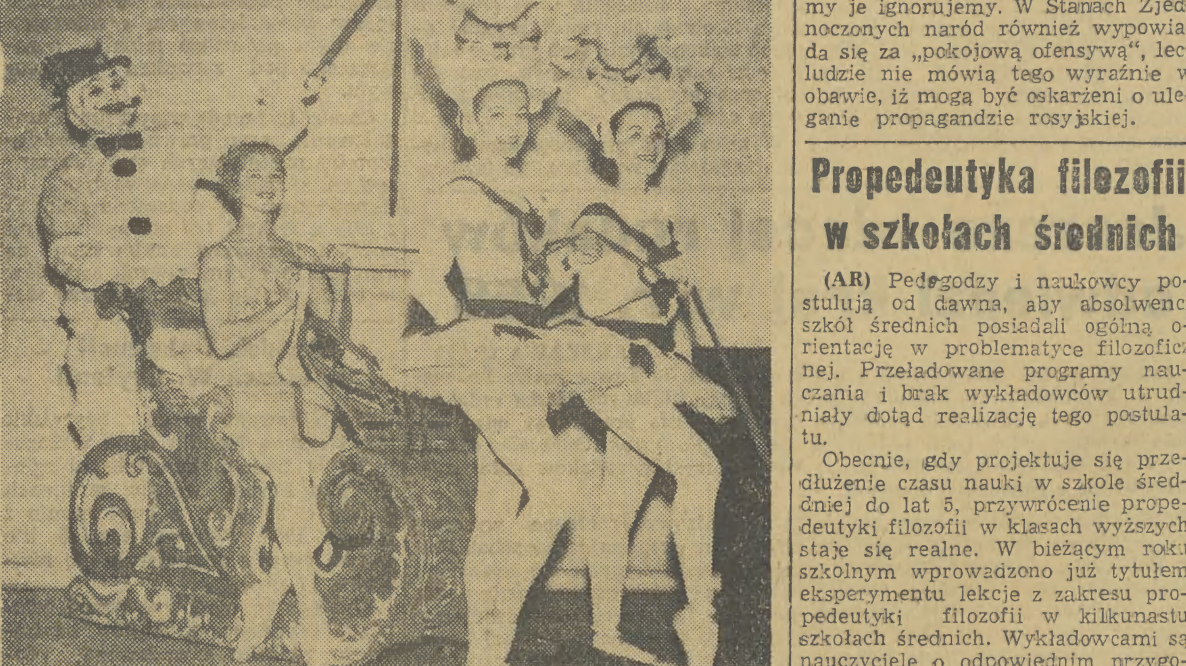 my je ignorujemy. W Stanach Zjed-
noczonych naród również wypowia-
da się za „pokojową ofensywą“, lec
ludzie nie mówią tego wyraźnie w
obawie, iż mogą być oskarżeni o ule-
ganie propagandzie rosyjskiej.
Propedeutyka filozofii
w szkołach średnich
(AR) Pedagodzy i naukowcy po-
stulują od dawna, aby absolwenc
szkół średnich posiadali ogólną o-
rientację w problematyce filozofic
nej. Przeładowane programy nau-
czania i brak wykładowców utrud-
niały dotąd realizację tego postula-
tu.
Obecnie, gdy projektuje się prze-
dłużenie czasu nauki w szkole śred-
dniej do lat 5, przywrócenie prope-
deutyki filozofii w klasach wyższych
staje się realne. W bieżącym roku
szkolnym wprowadzono już tytułem
eksperymentu lekcje z zakresu pro-
pedeutyki filozofii w kilkunastu
szkołach średnich. Wykładowcami są
nauczyciele o odpowiednim przygo-